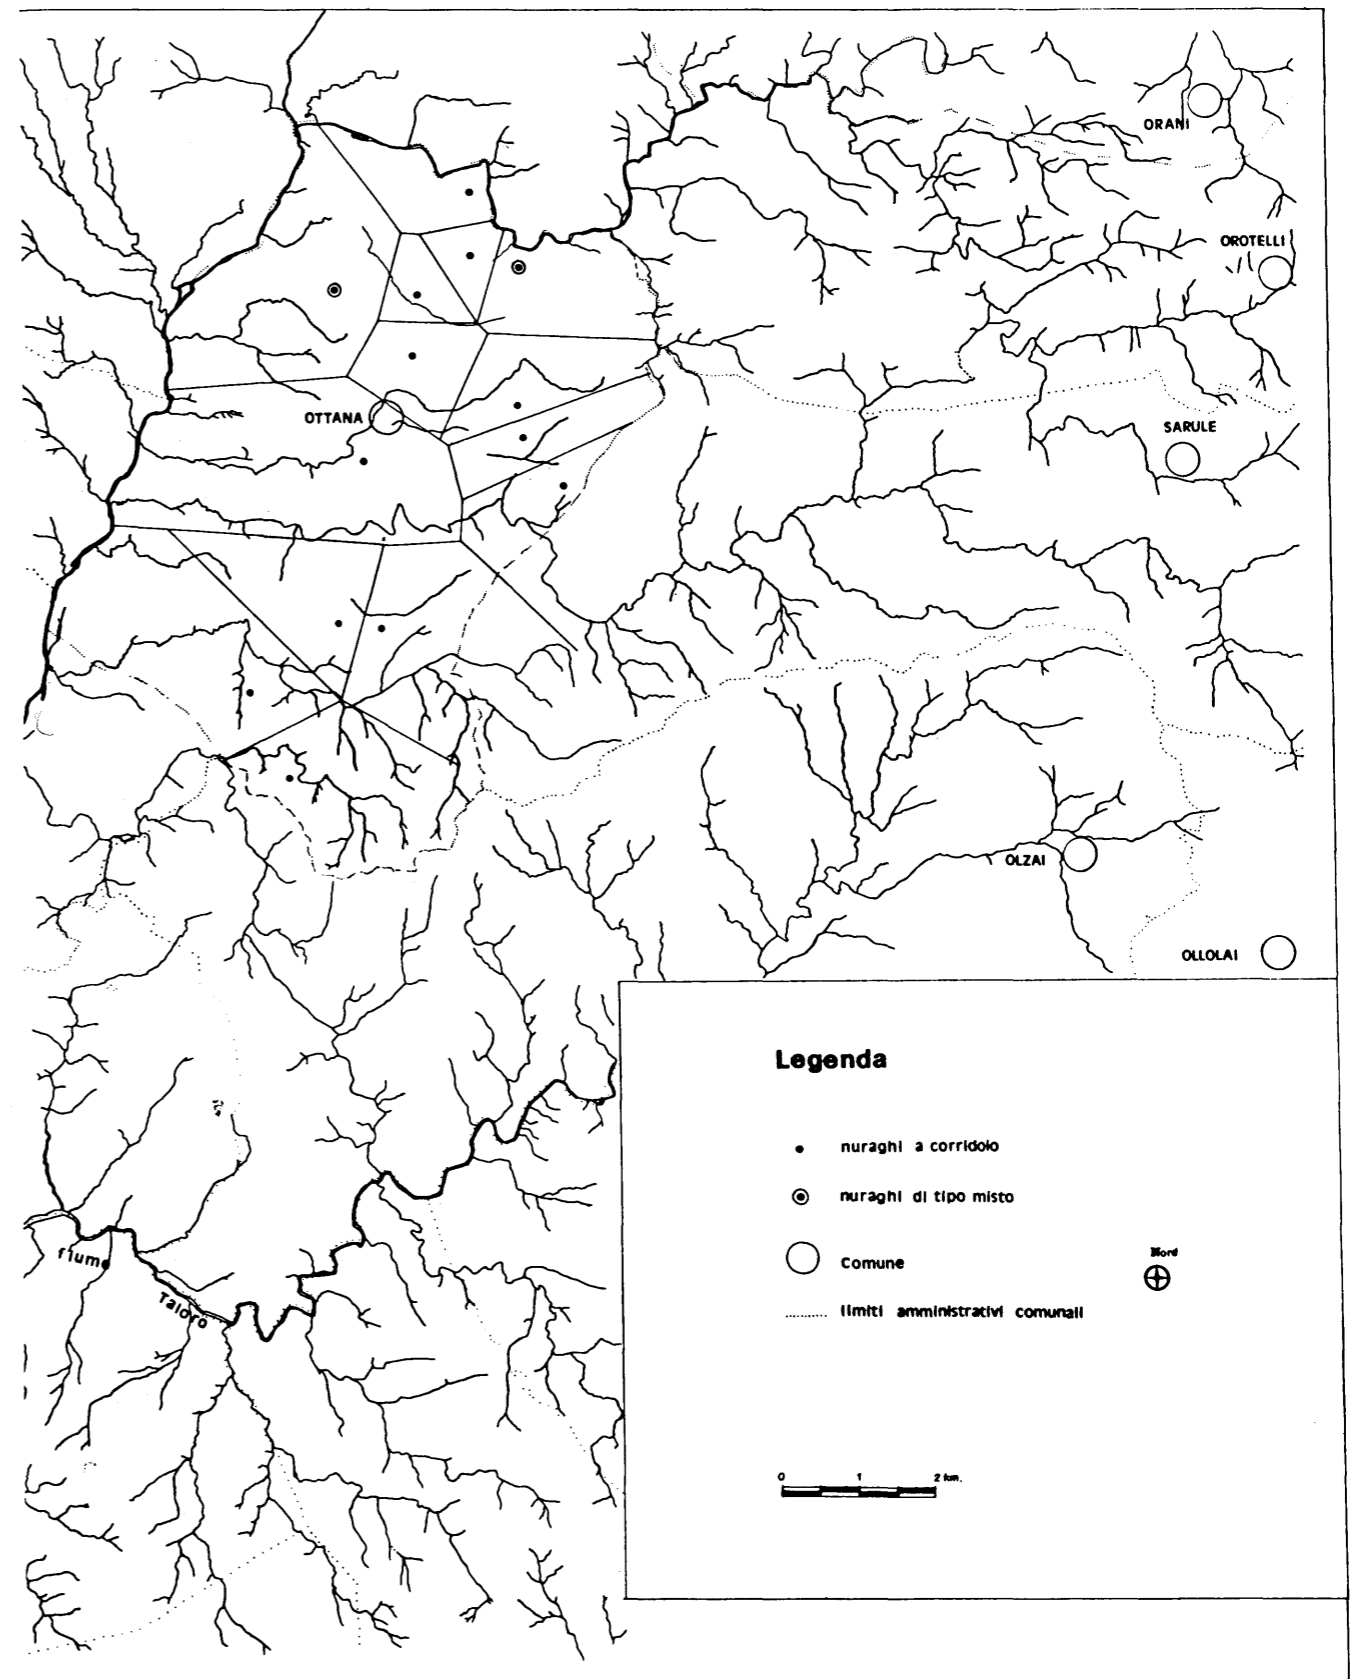 ORANI
OROTELLI
OTTANA
SARULE
OLZAI
OLLOLAI
Legenda
nuraghi a corridoio
nuraghi di tipo misto
Nord
Comune
limiti amministrativi comunali
fiume
Taloro
0 1 2 km.